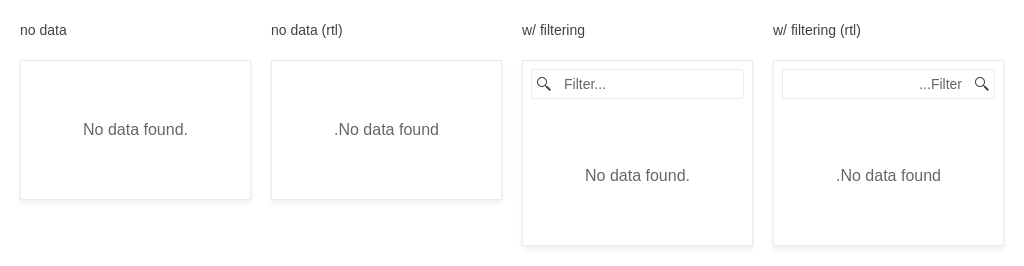 no data
No data found.
no data (rtl)
.No data found
w/ filtering
Filter...
No data found.
w/ filtering (rtl)
...Filter
.No data found